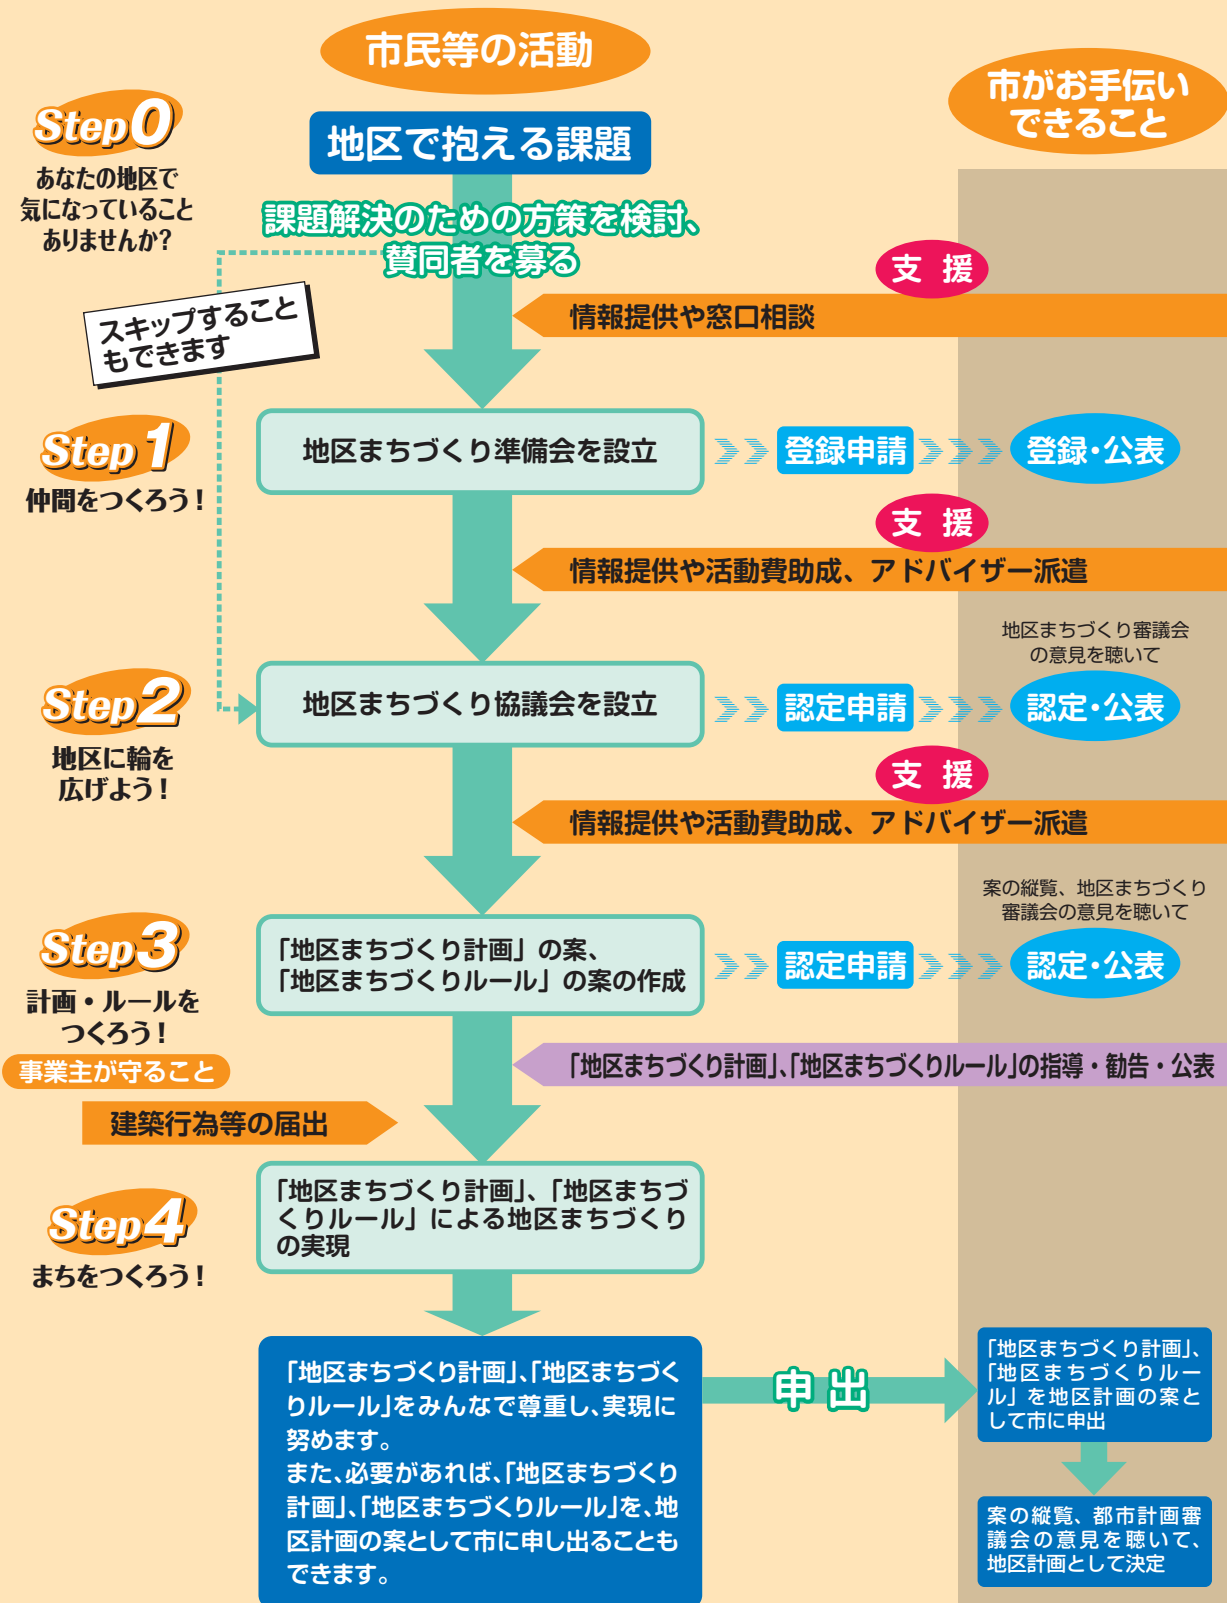 市民等の活動
市がお手伝い
できること
Step0
あなたの地区で
気になっていること
ありませんか?
地区で抱える課題
課題解決のための方策を検討、
賛同者を募る
支援
情報提供や窓口相談
スキップすること
もできます
Step1
仲間をつくろう!
地区まちづくり準備会を設立
登録申請
登録・公表
支援
情報提供や活動費助成、アドバイザー派遣
地区まちづくり審議会
の意見を聴いて
Step2
地区に輪を
広げよう!
地区まちづくり協議会を設立
認定申請
認定・公表
支援
情報提供や活動費助成、アドバイザー派遣
案の縦覧、地区まちづくり
審議会の意見を聴いて
Step3
計画・ルールを
つくろう!
「地区まちづくり計画」の案、
「地区まちづくりルール」の案の作成
認定申請
認定・公表
事業主が守ること
「地区まちづくり計画」、「地区まちづくりルール」の指導・勧告・公表
建築行為等の届出
Step4
まちをつくろう!
「地区まちづくり計画」、「地区まちづ
くりルール」による地区まちづくり
の実現
「地区まちづくり計画」、「地区まちづく
りルール」をみんなで尊重し、実現に
努めます。
また、必要があれば、「地区まちづくり
計画」、「地区まちづくりルール」を、地
区計画の案として市に申し出ることも
できます。
申出
「地区まちづくり計画」、
「地区まちづくりルー
ル」を地区計画の案と
して市に申出
案の縦覧、都市計画審
議会の意見を聴いて、
地区計画として決定